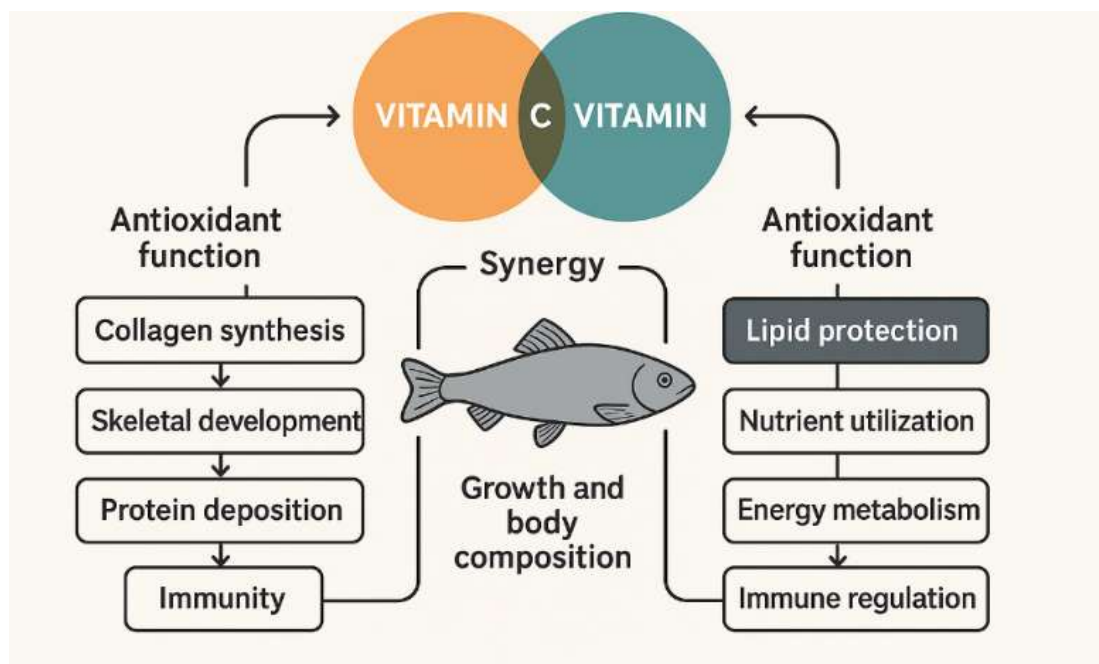 VITAMIN C VITAMIN
Antioxidant
function
Collagen synthesis
Skeletal development
Protein deposition
Immunity
Synergy
Growth and
body
composition
Antioxidant
function
Lipid protection
Nutrient utilization
Energy metabolism
Immune regulation